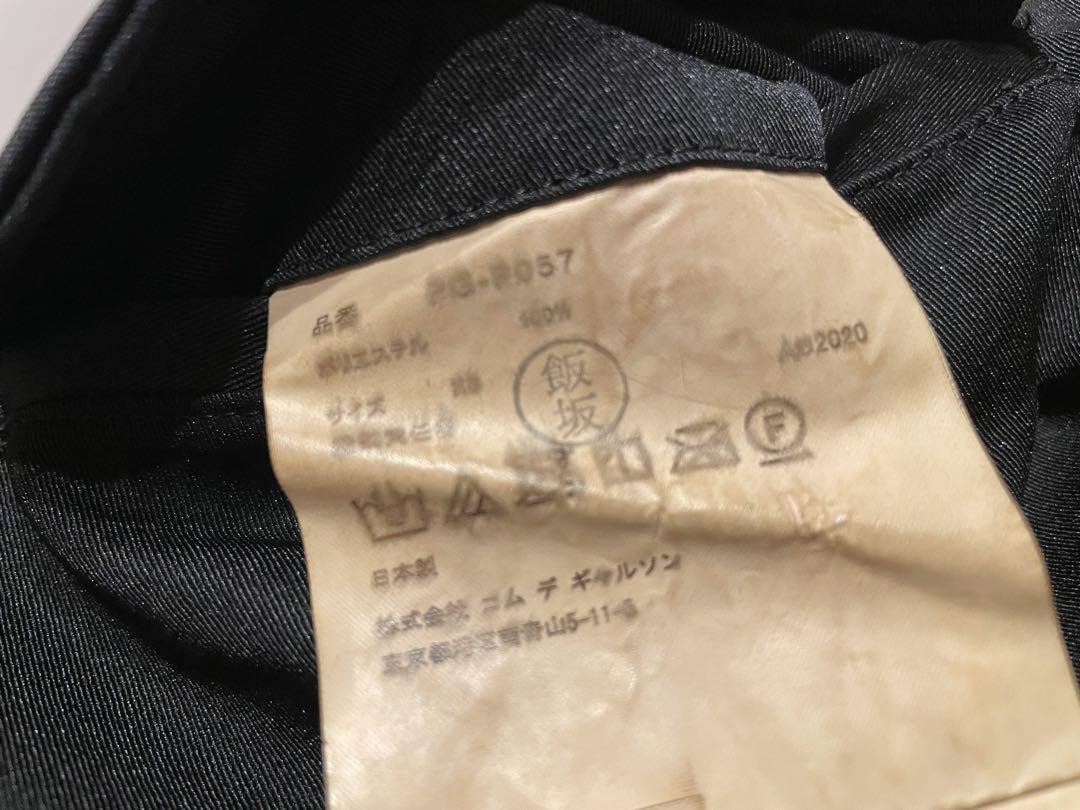 品番
ポリエステル 100%
AD2020
サイズ
飯坂
F
日本製
株式会社 コム デ ギャルソン
東京都港区南青山5-11-5